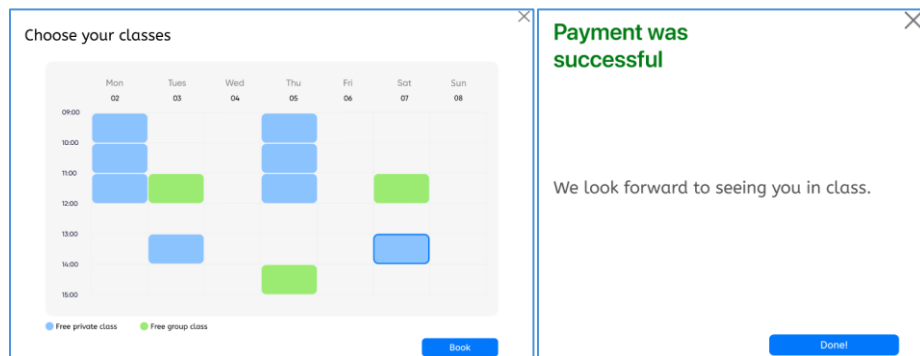 Choose your classes
Mon Tues Wed Thu Fri Sat Sun
02 03 04 05 06 07 08
09:00
10:00
11:00
12:00
13:00
14:00
15:00
Free private class Free group class
Book
Payment was
successful
We look forward to seeing you in class.
Done!